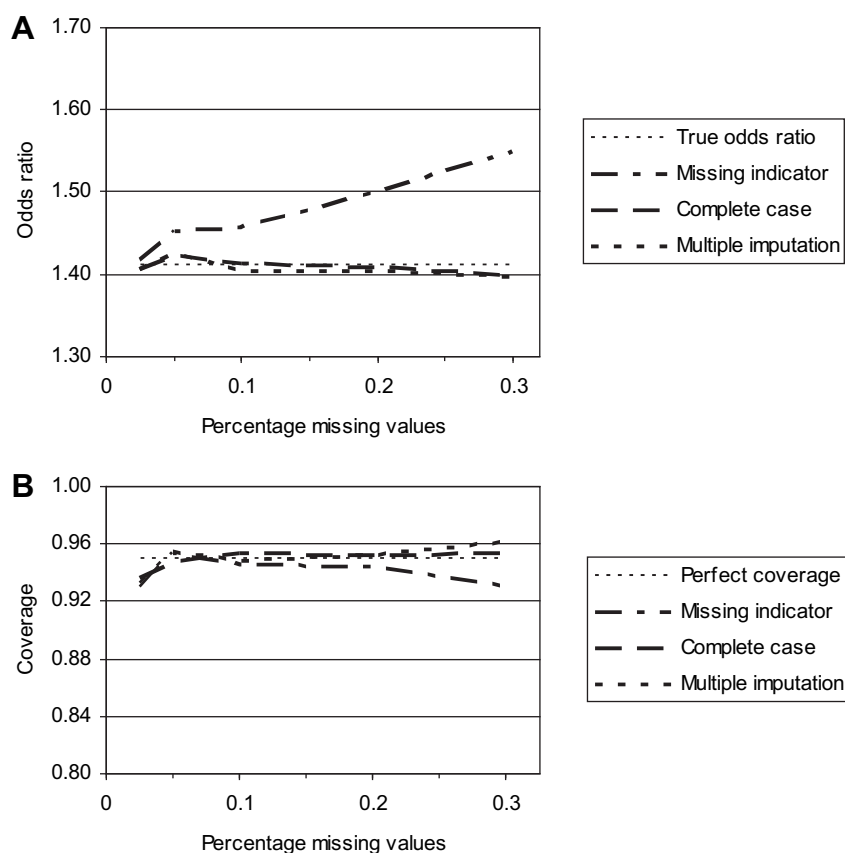 A
1.70
1.60
1.50
1.40
1.30
Odds ratio
0
0.1
0.2
0.3
Percentage missing values
True odds ratio
Missing indicator
Complete case
Multiple imputation
B
1.00
0.96
0.92
0.88
0.84
0.80
Coverage
0
0.1
0.2
0.3
Percentage missing values
Perfect coverage
Missing indicator
Complete case
Multiple imputation